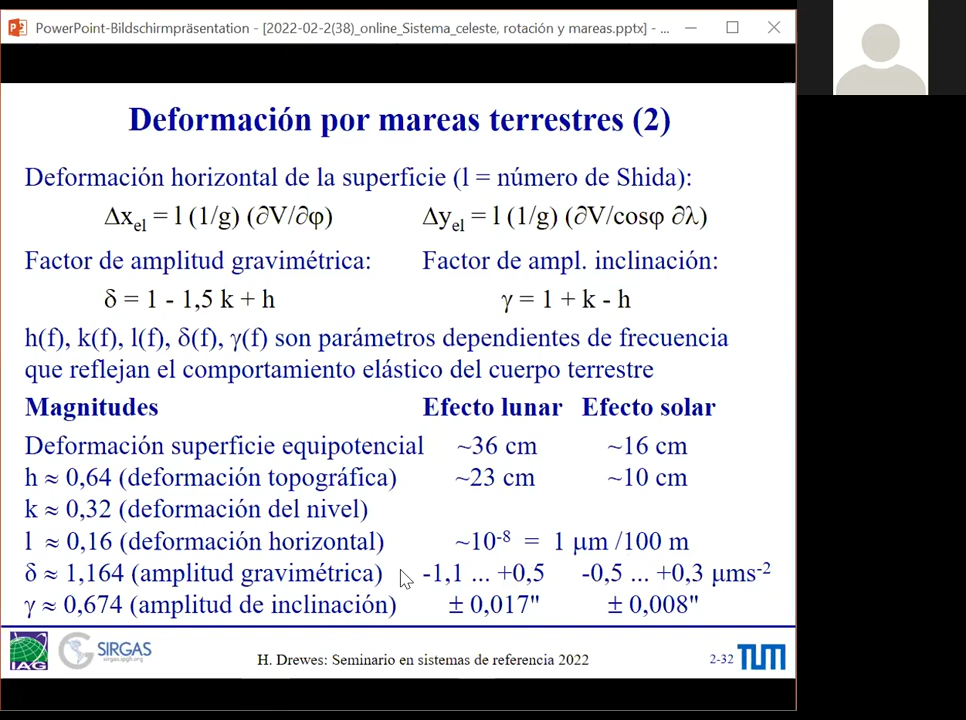 PowerPoint-Bildschirmpräsentation - [2022-02-2(38)_online_Sistema_celeste, rotación y mareas.pptx] - ...
Deformación por mareas terrestres (2)
Deformación horizontal de la superficie (l = número de Shida):
Δx_el = l (1/g) (∂V/∂φ) Δy_el = l (1/g) (∂V/cosφ ∂λ)
Factor de amplitud gravimétrica: Factor de ampl. inclinación:
δ = 1 - 1,5 k + h γ = 1 + k - h
h(f), k(f), l(f), δ(f), γ(f) son parámetros dependientes de frecuencia
que reflejan el comportamiento elástico del cuerpo terrestre
Magnitudes Efecto lunar Efecto solar
Deformación superficie equipotencial ~36 cm ~16 cm
h ≈ 0,64 (deformación topográfica) ~23 cm ~10 cm
k ≈ 0,32 (deformación del nivel)
l ≈ 0,16 (deformación horizontal) ~10⁻⁸ = 1 μm /100 m
δ ≈ 1,164 (amplitud gravimétrica) -1,1 ... +0,5 -0,5 ... +0,3 μms⁻²
γ ≈ 0,674 (amplitud de inclinación) ± 0,017" ± 0,008"
IAG SIRGAS
sirgas.ipgh.org
H. Drewes: Seminario en sistemas de referencia 2022
2-32 TUM